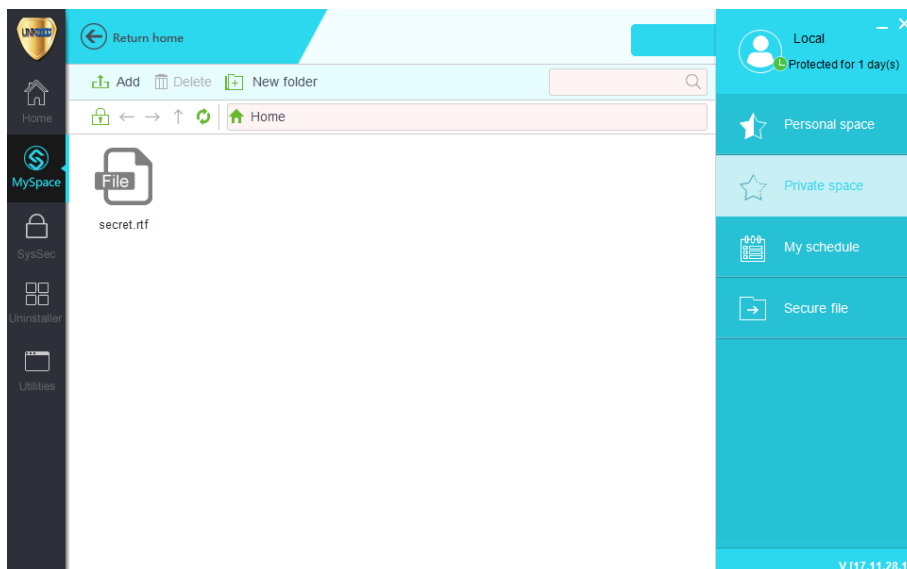 Return home
Local
Protected for 1 day(s)
Add Delete New folder
Home
Home
Personal space
MySpace
File
Private space
secret.rtf
SysSec
My schedule
Uninstaller
Secure file
Utilities
V [17.11.28.1